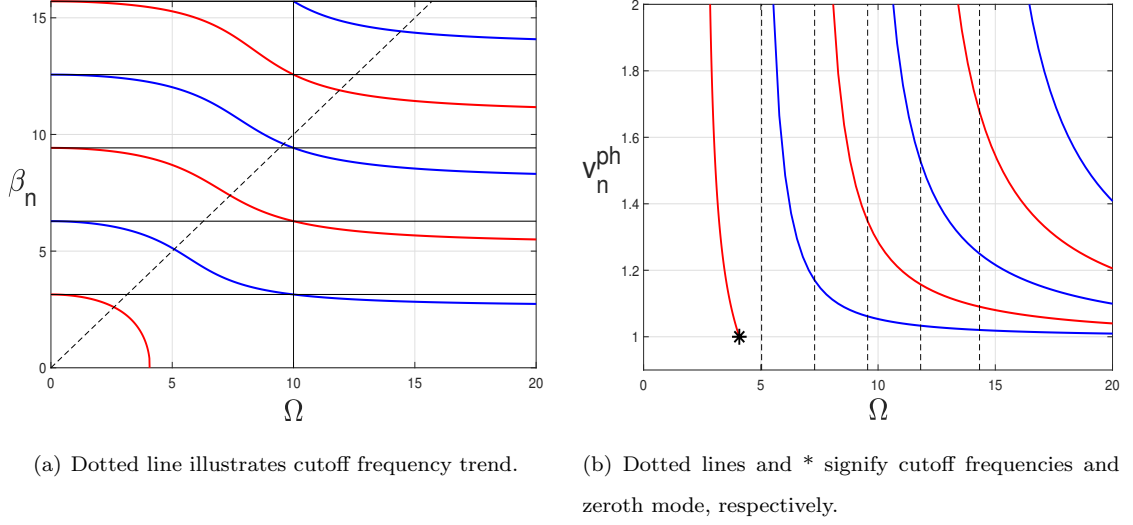 15
10
5
0
βn
0
5
10
15
20
Ω
2
1.8
1.6
1.4
1.2
1
v_n^ph
0
5
10
15
20
Ω
(a) Dotted line illustrates cutoff frequency trend.
(b) Dotted lines and * signify cutoff frequencies and
zeroth mode, respectively.